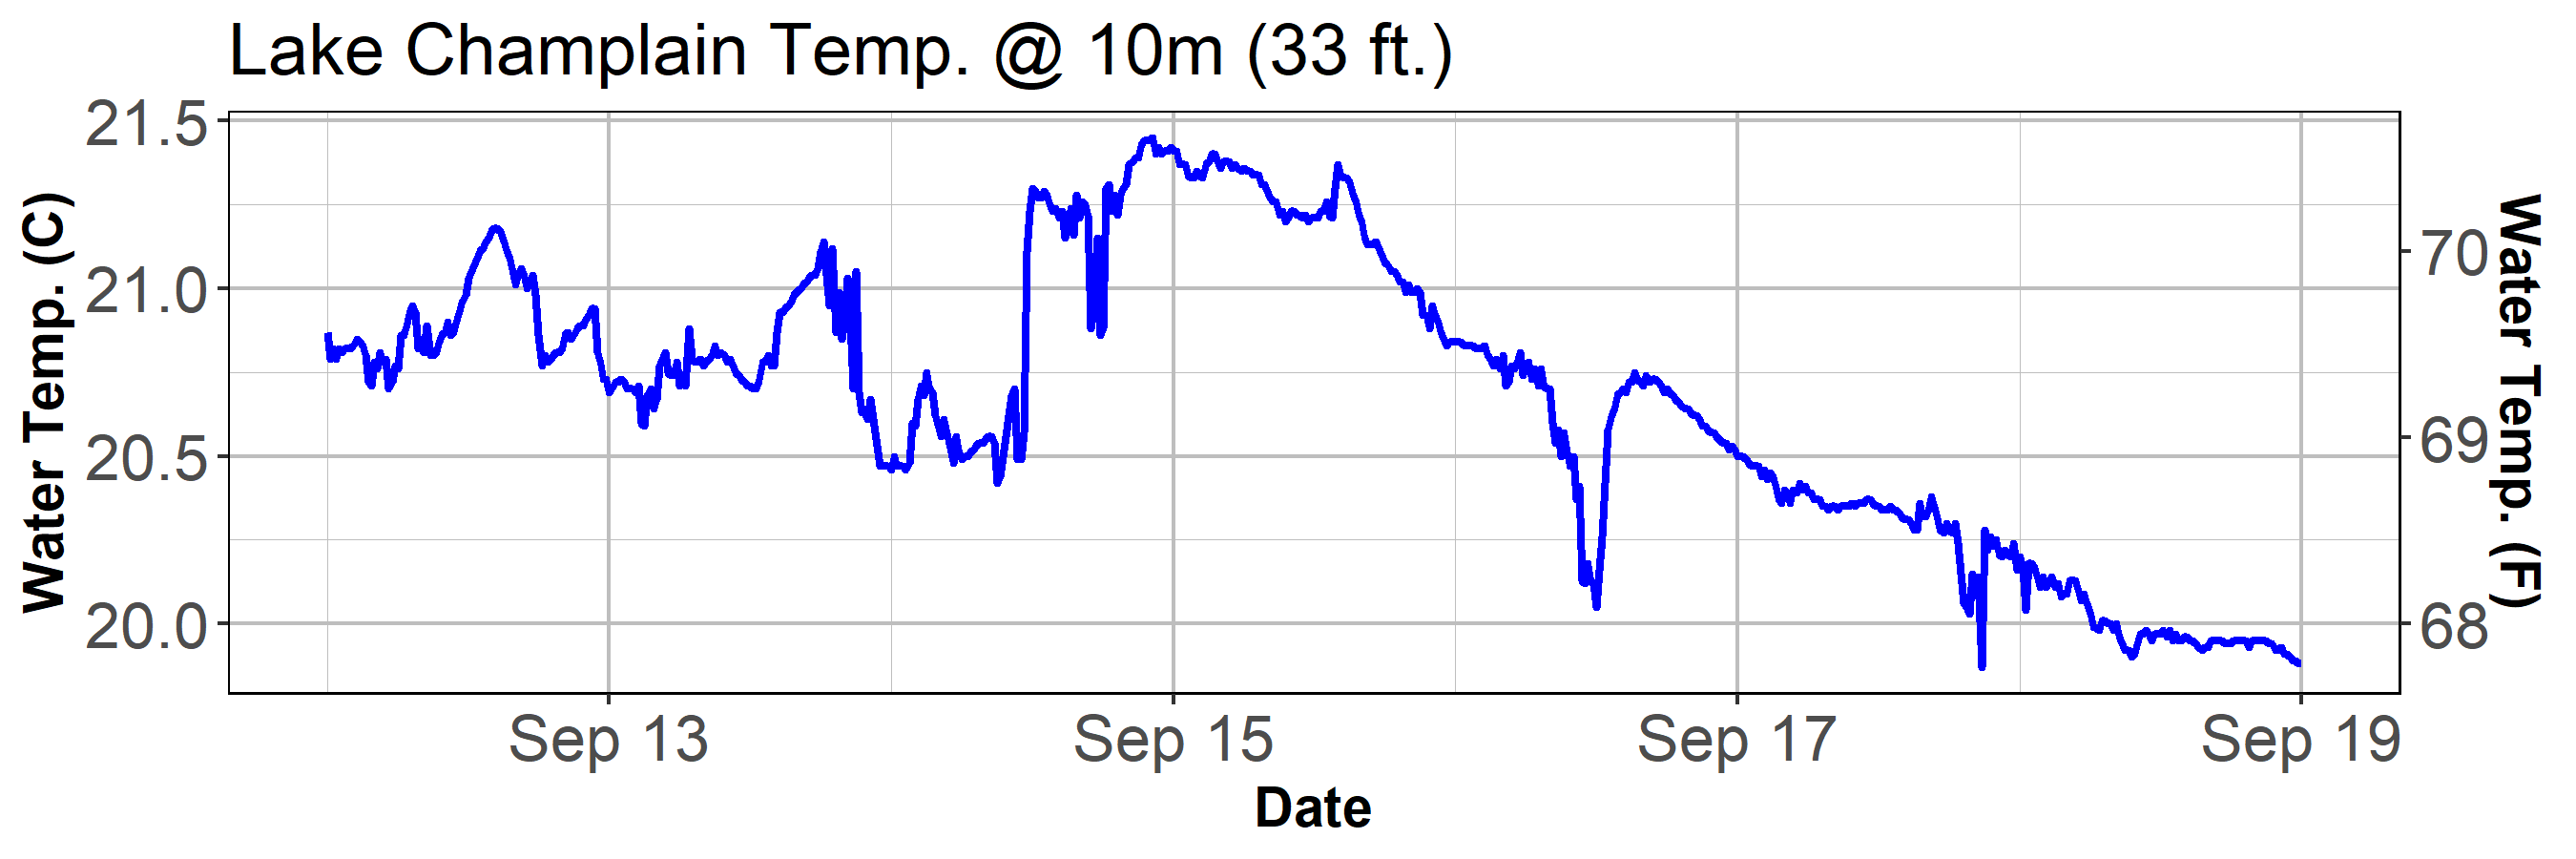 Lake Champlain Temp. @ 10m (33 ft.)
Water Temp. (C)
21.5
21.0
20.5
20.0
70
69
68
Water Temp. (F)
Sep 13 Sep 15 Sep 17 Sep 19
Date